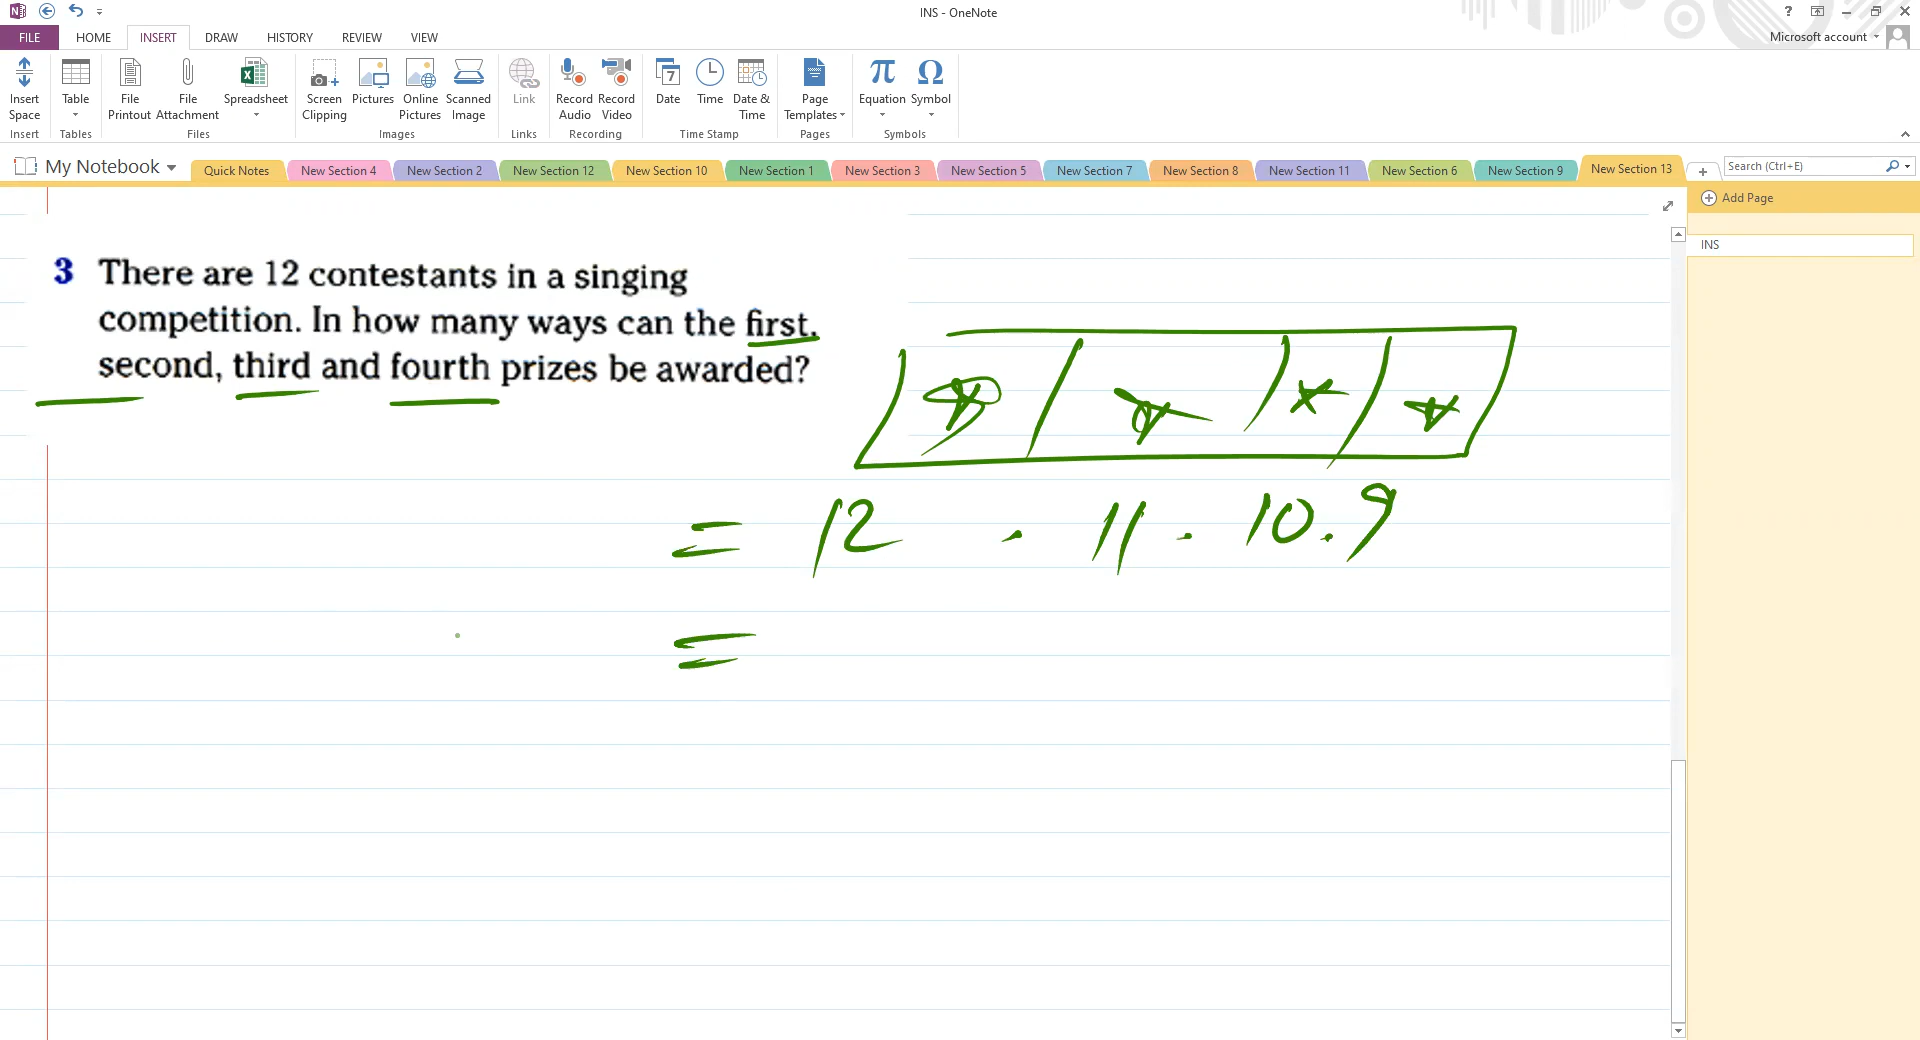 INS - OneNote
?
FILE HOME INSERT DRAW HISTORY REVIEW VIEW
Microsoft account
Insert Space
Table
File Printout
File Attachment
Spreadsheet
Screen Clipping
Pictures
Online Pictures
Scanned Image
Link
Record Audio
Record Video
7
Date
Time
Date & Time
Page Templates
π
Equation
Ω
Symbol
Insert Tables Files Images Links Recording Time Stamp Pages Symbols
My Notebook Quick Notes New Section 4 New Section 2 New Section 12 New Section 10 New Section 1 New Section 3 New Section 5 New Section 7 New Section 8 New Section 11 New Section 6 New Section 9 New Section 13 + Search (Ctrl+E)
Add Page
INS
3 There are 12 contestants in a singing
competition. In how many ways can the first,
second, third and fourth prizes be awarded?
= 12 . 11 . 10 . 9
=